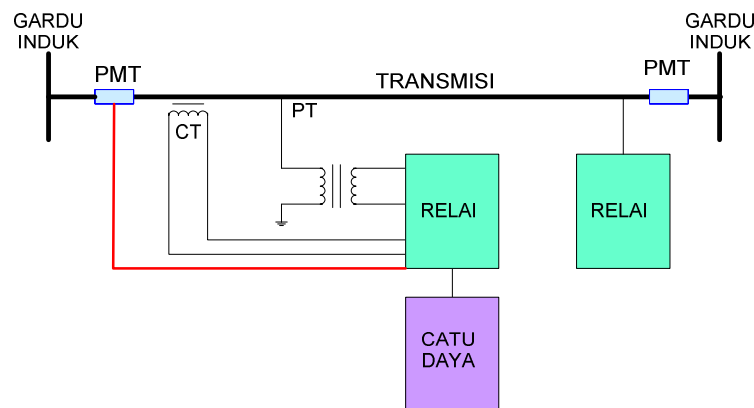 GARDU
INDUK
GARDU
INDUK
PMT
TRANSMISI
PMT
PT
CT
RELAI
RELAI
CATU
DAYA